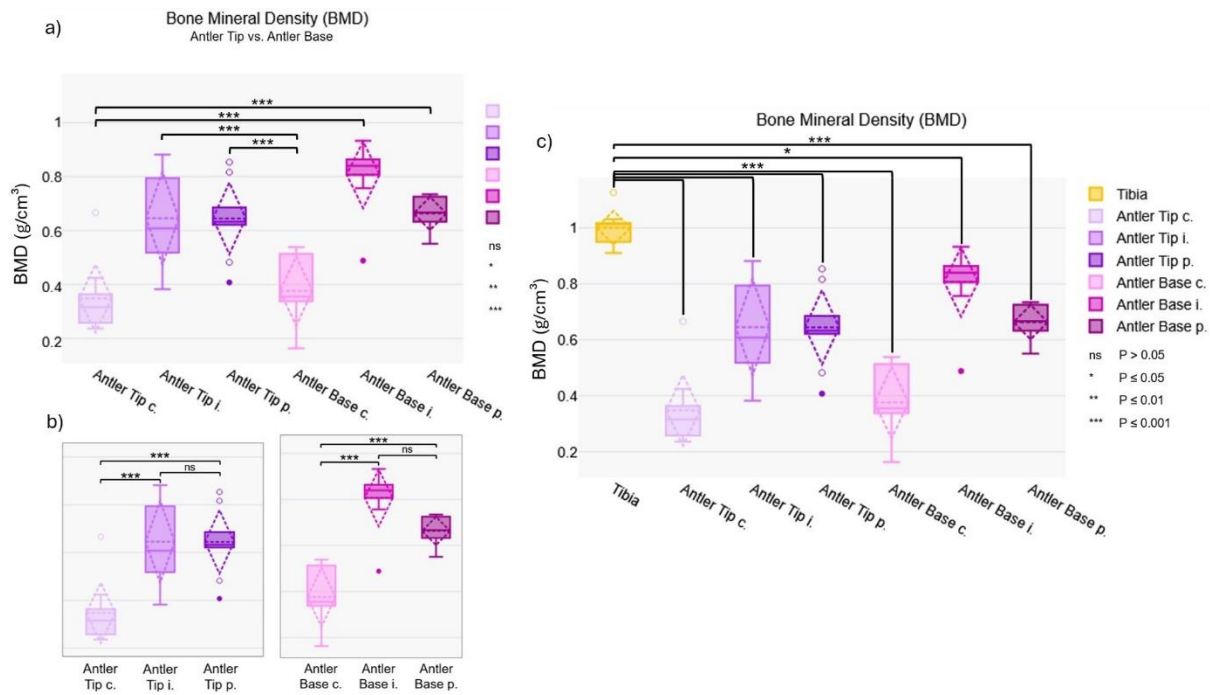 a)
Bone Mineral Density (BMD)
Antler Tip vs. Antler Base
***
***
***
***
1
0.8
0.6
0.4
0.2
BMD (g/cm³)
ns
*
**
***
Antler Tip c.
Antler Tip i.
Antler Tip p.
Antler Base c.
Antler Base i.
Antler Base p.
b)
***
***
ns
Antler
Tip c.
Antler
Tip i.
Antler
Tip p.
***
***
ns
Antler
Base c.
Antler
Base i.
Antler
Base p.
c)
Bone Mineral Density (BMD)
***
*
***
1
0.8
0.6
0.4
0.2
BMD (g/cm³)
Tibia
Antler Tip c.
Antler Tip i.
Antler Tip p.
Antler Base c.
Antler Base i.
Antler Base p.
Tibia
Antler Tip c.
Antler Tip i.
Antler Tip p.
Antler Base c.
Antler Base i.
Antler Base p.
ns P > 0.05
* P ≤ 0.05
** P ≤ 0.01
*** P ≤ 0.001